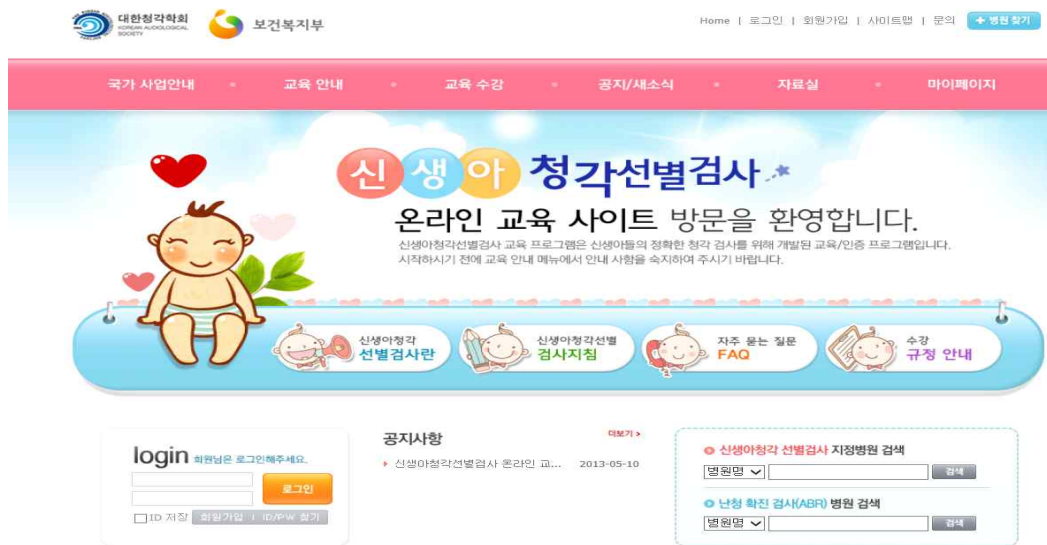 대한청각학회
KOREAN AUDIOLOGICAL SOCIETY
보건복지부
Home | 로그인 | 회원가입 | 사이트맵 | 문의
+ 병원 찾기
국가 사업안내
교육 안내
교육 수강
공지/새소식
자료실
마이페이지
신생아 청각선별검사
온라인 교육 사이트 방문을 환영합니다.
신생아청각선별검사 교육 프로그램은 신생아들의 정확한 청각 검사를 위해 개발된 교육/인증 프로그램입니다.
시작하시기 전에 교육 안내 메뉴에서 안내 사항을 숙지하여 주시기 바랍니다.
신생아청각
선별검사란
신생아청각선별
검사지침
자주 묻는 질문
FAQ
수강
규정 안내
login 회원님은 로그인해주세요.
로그인
ID 저장 회원가입 | ID/PW 찾기
공지사항
더보기 >
신생아청각선별검사 온라인 교... 2013-05-10
신생아청각 선별검사 지정병원 검색
병원명 검색
난청 확진 검사(ABR) 병원 검색
병원명 검색